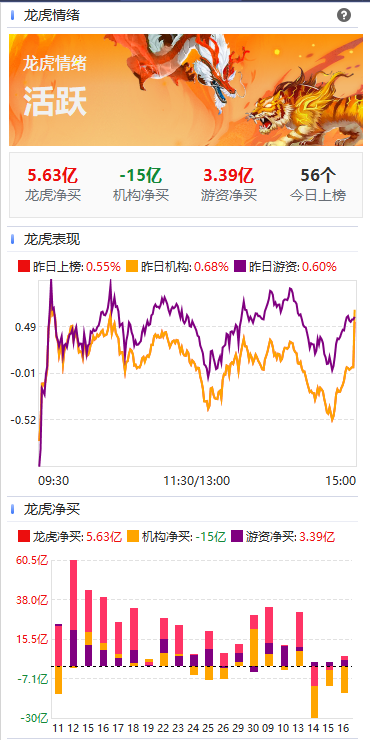 龙虎情绪
?
龙虎情绪
活跃
5.63亿 -15亿 3.39亿 56个
龙虎净买 机构净买 游资净买 今日上榜
龙虎表现
昨日上榜: 0.55% 昨日机构: 0.68% 昨日游资: 0.60%
0.49
-0.01
-0.52
09:30 11:30/13:00 15:00
龙虎净买
龙虎净买: 5.63亿 机构净买: -15亿 游资净买: 3.39亿
60.5亿
38.0亿
15.5亿
-7.11亿
-30亿
11 12 15 16 17 18 19 22 23 24 25 26 29 30 09 10 13 14 15 16